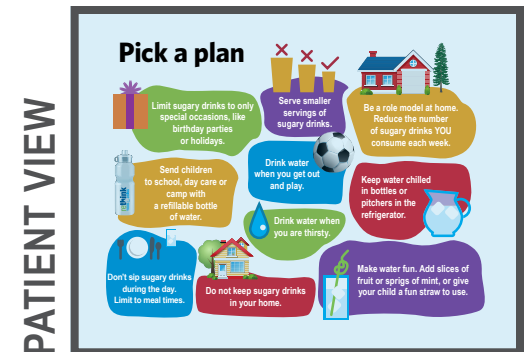 PATIENT VIEW
Pick a plan
Limit sugary drinks to only
special occasions, like
birthday parties
or holidays.
Serve smaller
servings of
sugary drinks.
Be a role model at home.
Reduce the number
of sugary drinks YOU
consume each week.
Send children
to school, day care or
camp with
a refillable bottle
of water.
Drink water
when you get out
and play.
Keep water chilled
in bottles or
pitchers in the
refrigerator.
Drink water when
you are thirsty.
Don't sip sugary drinks
during the day.
Limit to meal times.
Do not keep sugary drinks
in your home.
Make water fun. Add slices of
fruit or sprigs of mint, or give
your child a fun straw to use.